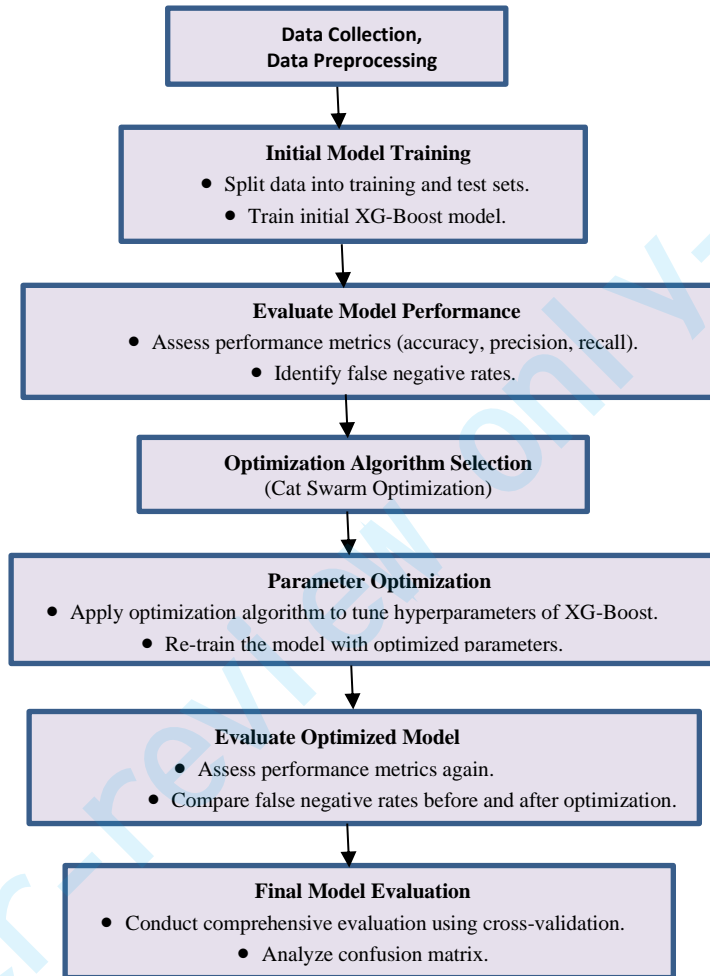 Data Collection,
Data Preprocessing
Initial Model Training
• Split data into training and test sets.
• Train initial XG-Boost model.
Evaluate Model Performance
• Assess performance metrics (accuracy, precision, recall).
• Identify false negative rates.
Optimization Algorithm Selection
(Cat Swarm Optimization)
Parameter Optimization
• Apply optimization algorithm to tune hyperparameters of XG-Boost.
• Re-train the model with optimized parameters.
Evaluate Optimized Model
• Assess performance metrics again.
• Compare false negative rates before and after optimization.
Final Model Evaluation
• Conduct comprehensive evaluation using cross-validation.
• Analyze confusion matrix.
r-review only-